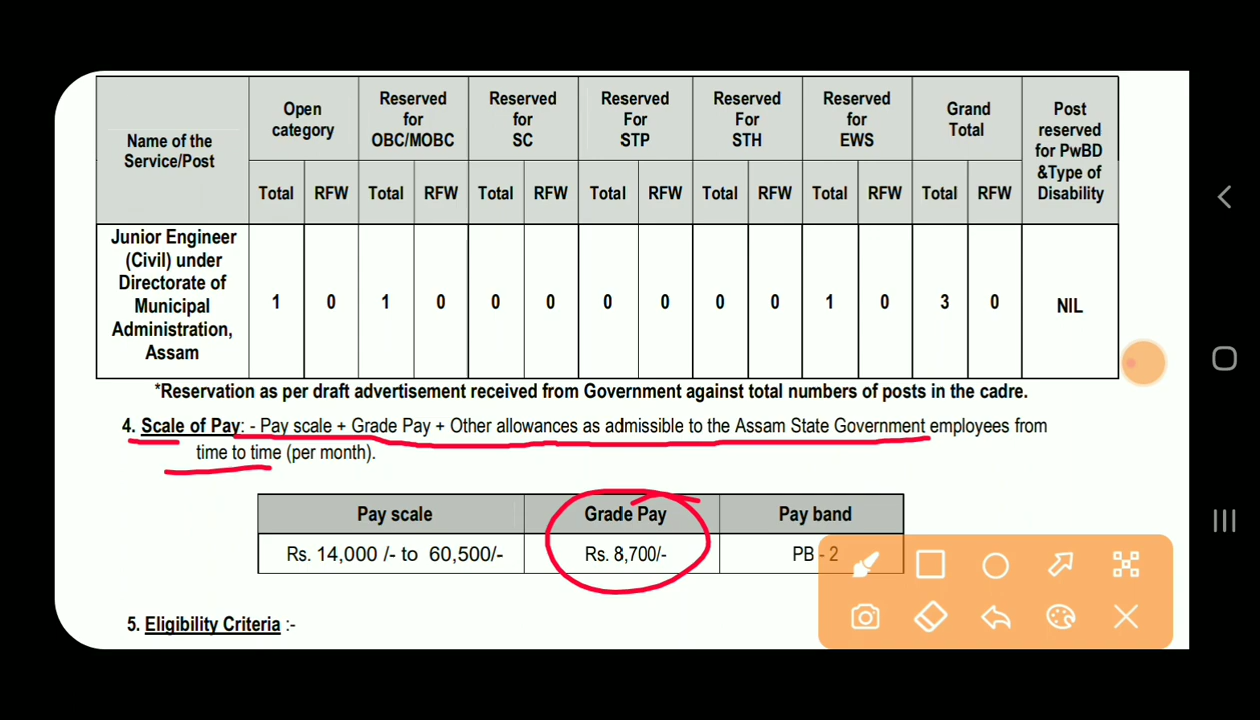 Name of the Service/Post
Open category
Reserved for OBC/MOBC
Reserved for SC
Reserved For STP
Reserved For STH
Reserved for EWS
Grand Total
Post reserved for PwBD &Type of Disability
Total RFW Total RFW Total RFW Total RFW Total RFW Total RFW Total RFW
Junior Engineer (Civil) under Directorate of Municipal Administration, Assam
1 0 1 0 0 0 0 0 0 0 1 0 3 0 NIL
*Reservation as per draft advertisement received from Government against total numbers of posts in the cadre.
4. Scale of Pay: - Pay scale + Grade Pay + Other allowances as admissible to the Assam State Government employees from
time to time (per month).
Pay scale Grade Pay Pay band
Rs. 14,000 /- to 60,500/- Rs. 8,700/- PB - 2
5. Eligibility Criteria :-